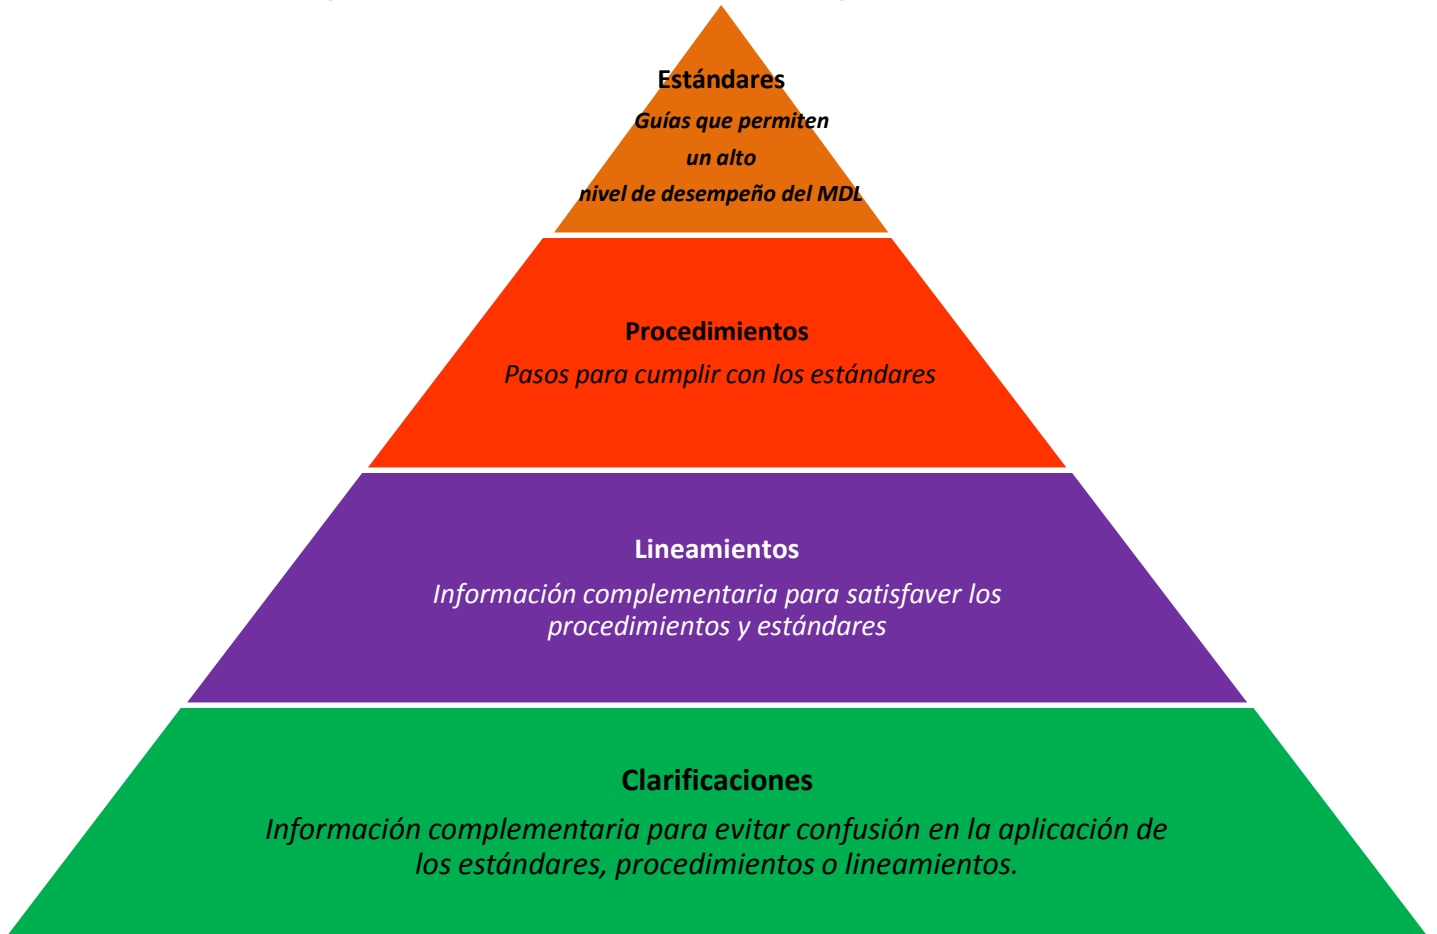 Estándares
Guías que permiten
un alto
nivel de desempeño del MDL
Procedimientos
Pasos para cumplir con los estándares
Lineamientos
Información complementaria para satisfaver los
procedimientos y estándares
Clarificaciones
Información complementaria para evitar confusión en la aplicación de
los estándares, procedimientos o lineamientos.